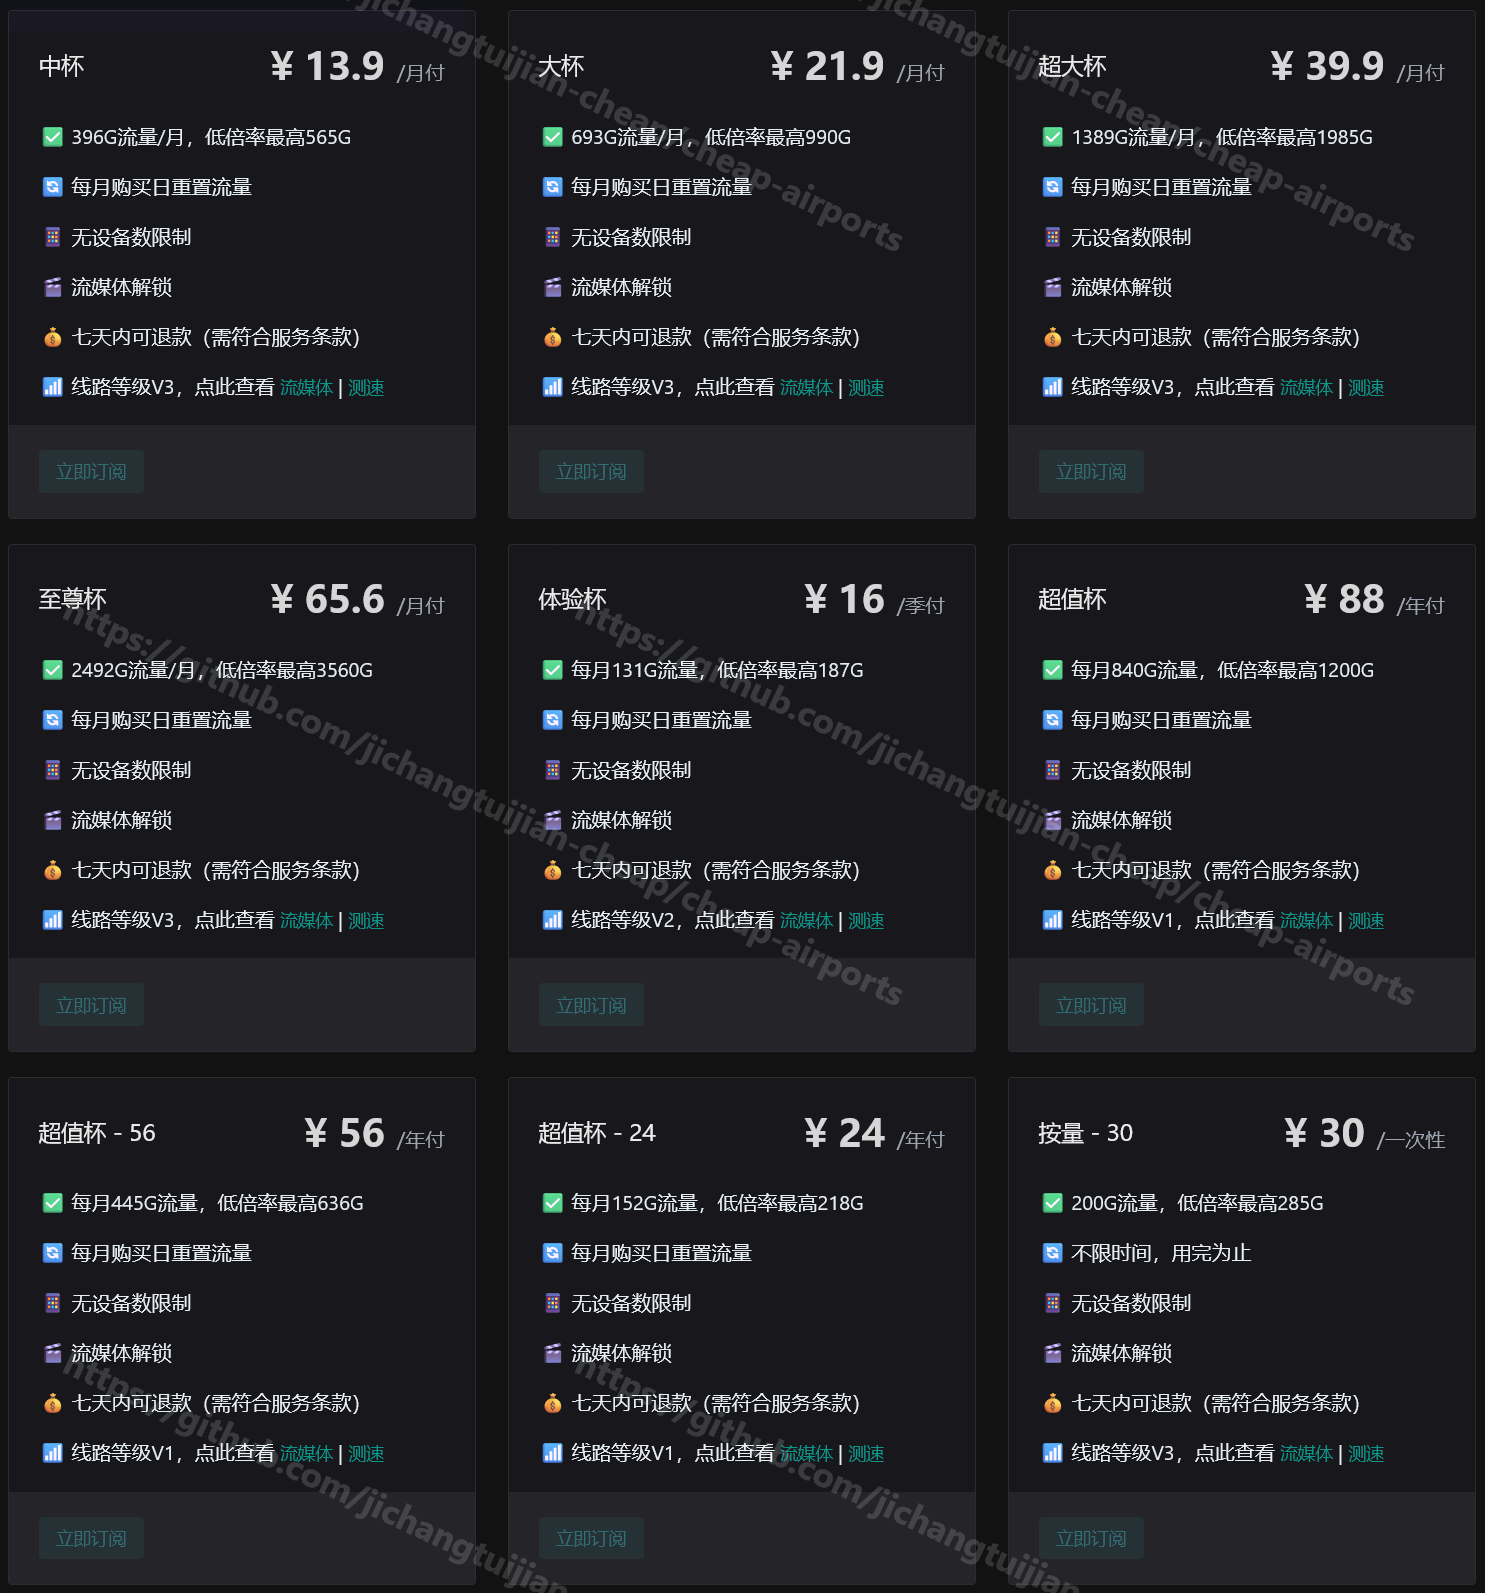 中杯
¥ 13.9 /月付
396G流量/月，低倍率最高565G
每月购买日重置流量
无设备数限制
流媒体解锁
七天内可退款（需符合服务条款）
线路等级V3，点此查看 流媒体 | 测速
立即订阅
大杯
¥ 21.9 /月付
693G流量/月，低倍率最高990G
每月购买日重置流量
无设备数限制
流媒体解锁
七天内可退款（需符合服务条款）
线路等级V3，点此查看 流媒体 | 测速
立即订阅
超大杯
¥ 39.9 /月付
1389G流量/月，低倍率最高1985G
每月购买日重置流量
无设备数限制
流媒体解锁
七天内可退款（需符合服务条款）
线路等级V3，点此查看 流媒体 | 测速
立即订阅
至尊杯
¥ 65.6 /月付
2492G流量/月，低倍率最高3560G
每月购买日重置流量
无设备数限制
流媒体解锁
七天内可退款（需符合服务条款）
线路等级V3，点此查看 流媒体 | 测速
立即订阅
体验杯
¥ 16 /季付
每月131G流量，低倍率最高187G
每月购买日重置流量
无设备数限制
流媒体解锁
七天内可退款（需符合服务条款）
线路等级V2，点此查看 流媒体 | 测速
立即订阅
超值杯
¥ 88 /年付
每月840G流量，低倍率最高1200G
每月购买日重置流量
无设备数限制
流媒体解锁
七天内可退款（需符合服务条款）
线路等级V1，点此查看 流媒体 | 测速
立即订阅
超值杯 - 56
¥ 56 /年付
每月445G流量，低倍率最高636G
每月购买日重置流量
无设备数限制
流媒体解锁
七天内可退款（需符合服务条款）
线路等级V1，点此查看 流媒体 | 测速
立即订阅
超值杯 - 24
¥ 24 /年付
每月152G流量，低倍率最高218G
每月购买日重置流量
无设备数限制
流媒体解锁
七天内可退款（需符合服务条款）
线路等级V1，点此查看 流媒体 | 测速
立即订阅
按量 - 30
¥ 30 /一次性
200G流量，低倍率最高285G
不限时间，用完为止
无设备数限制
流媒体解锁
七天内可退款（需符合服务条款）
线路等级V3，点此查看 流媒体 | 测速
立即订阅
jichangtuijian-cheap/cheap-airports
jichangtuijian-cheap/cheap-airports
https://github.com/jichangtuijian-cheap/cheap-airports
https://github.com/jichangtuijian-cheap/cheap-airports
https://github.com/jichangtuijian
https://github.com/jichangtuijian